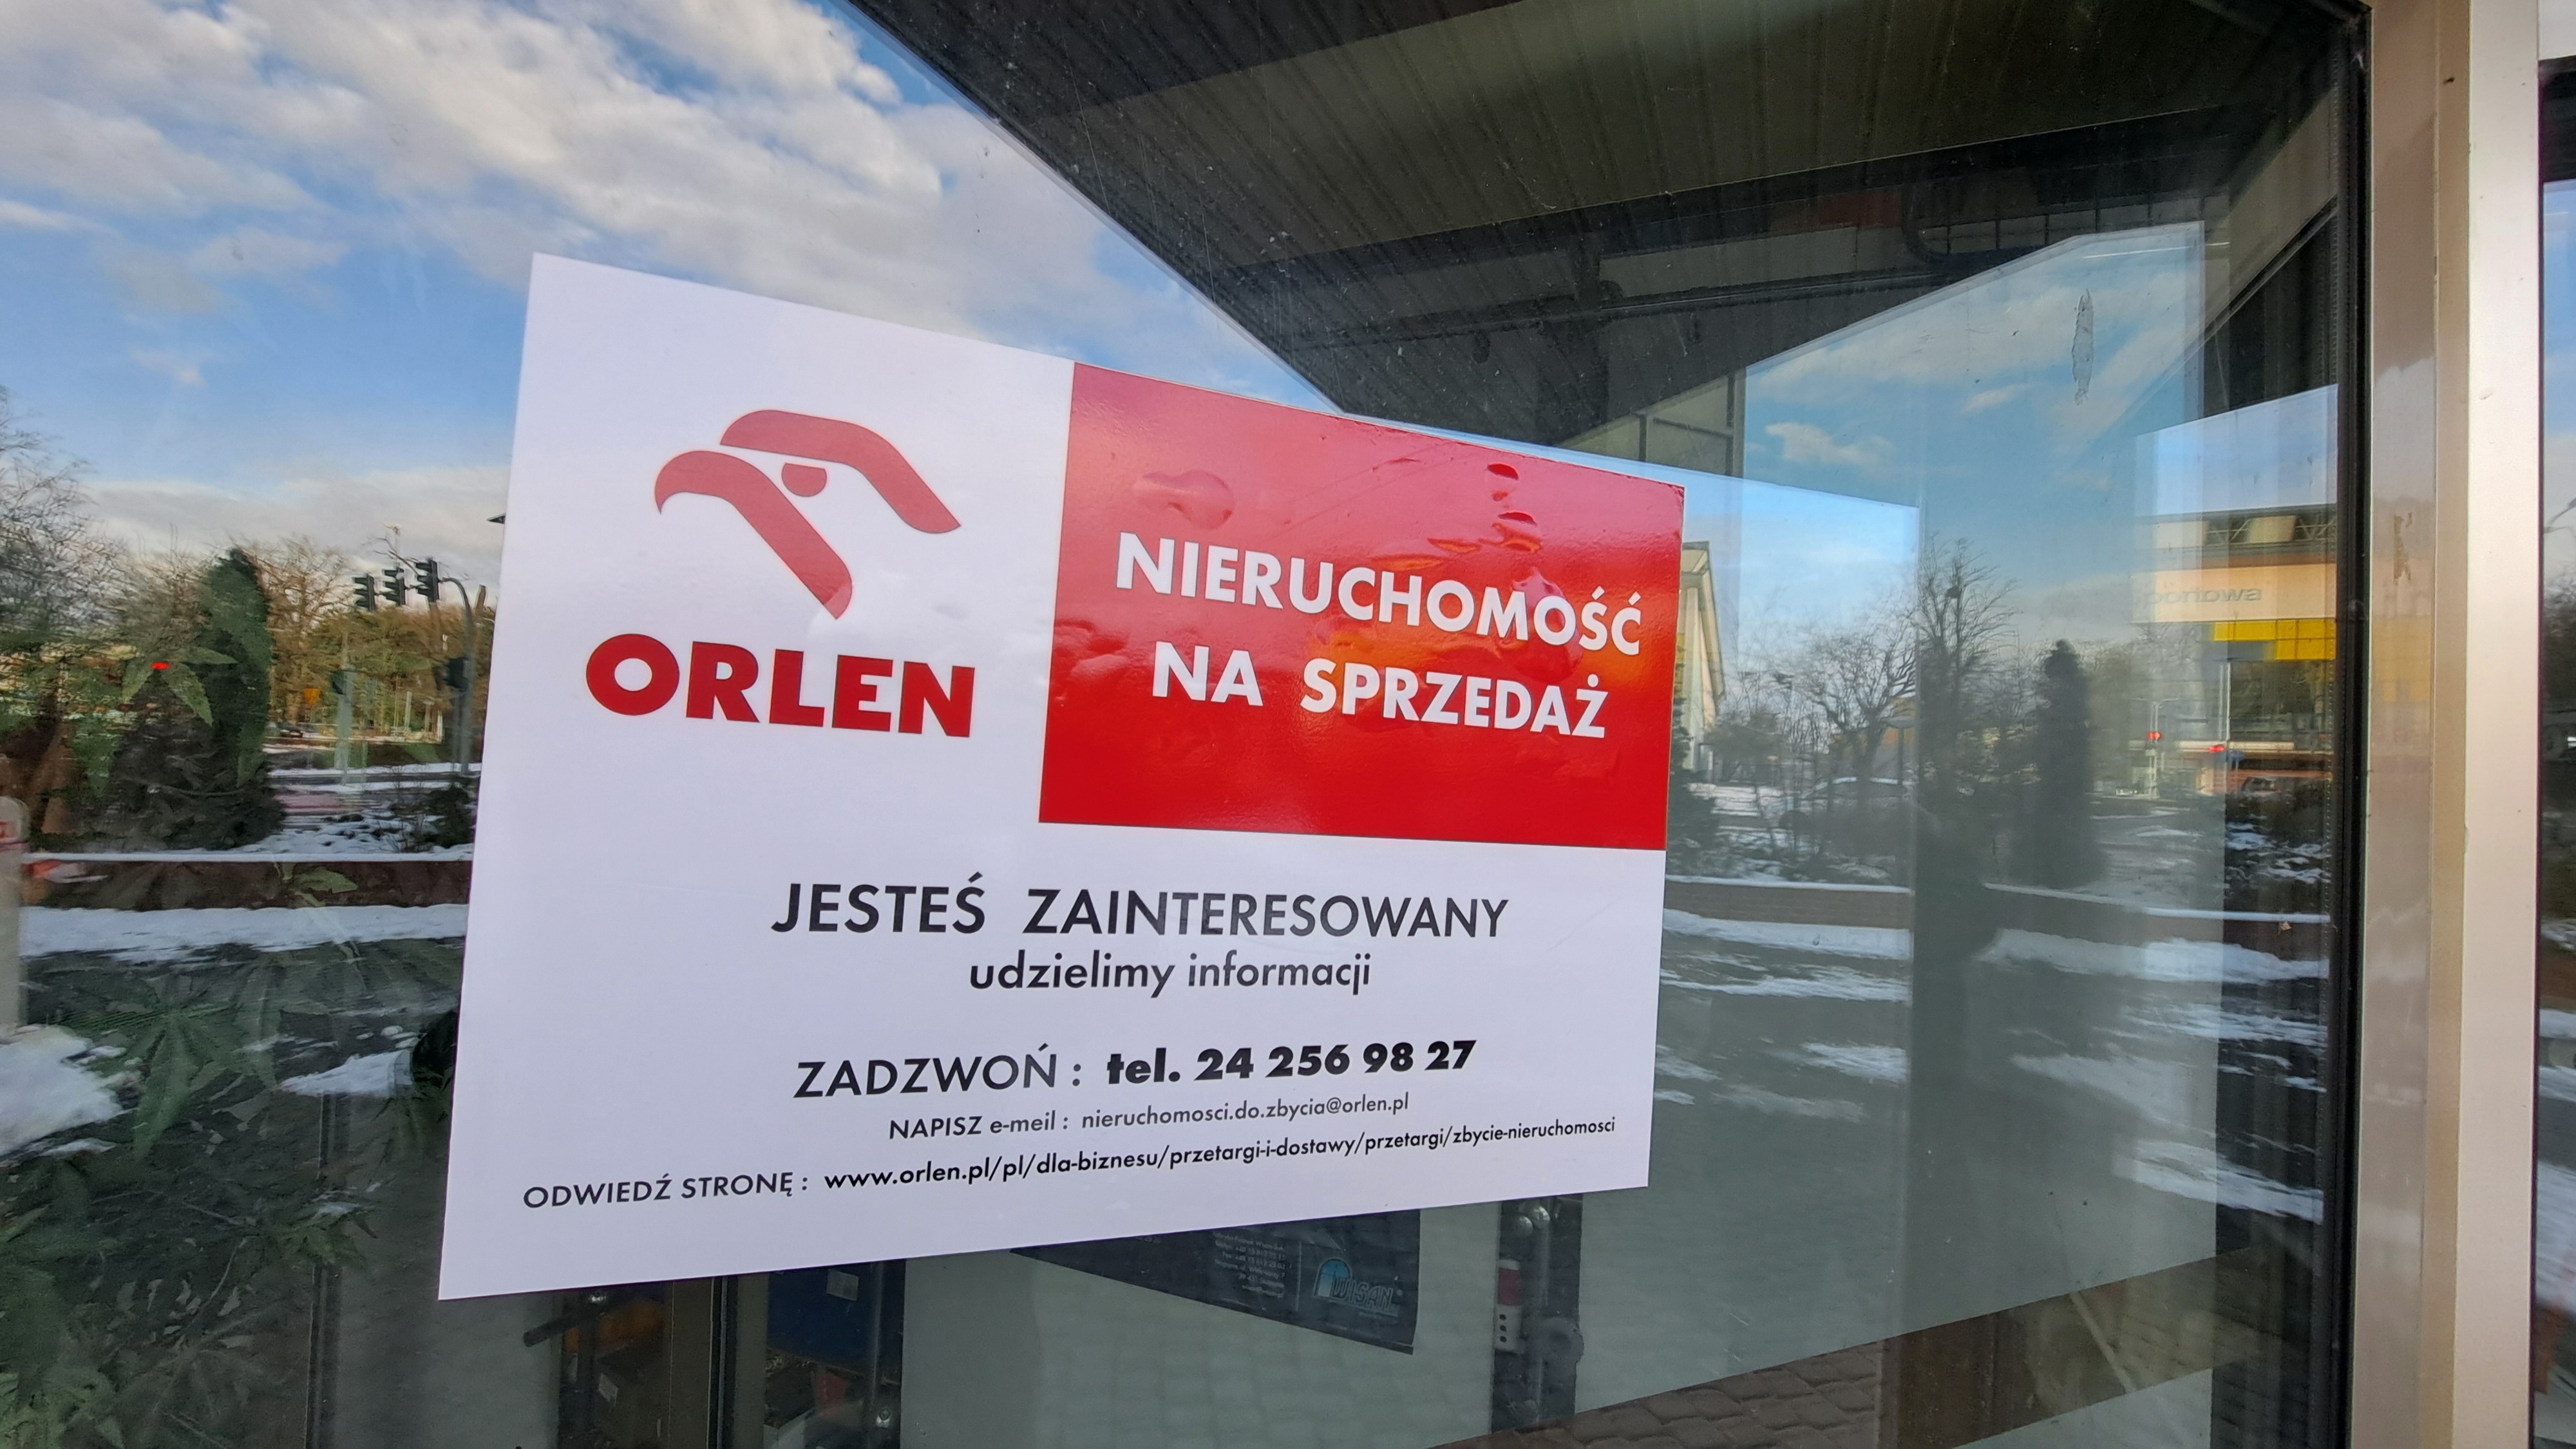 ORLEN
NIERUCHOMOŚĆ
NA SPRZEDAŻ
JESTEŚ ZAINTERESOWANY
udzielimy informacji
ZADZWOŃ : tel. 24 256 98 27
NAPISZ e-meil : nieruchomosci.do.zbycia@orlen.pl
ODWIEDŹ STRONĘ : www.orlen.pl/pl/dla-biznesu/przetargi-i-dostawy/przetargi/zbycie-nieruchomosci
WISAN